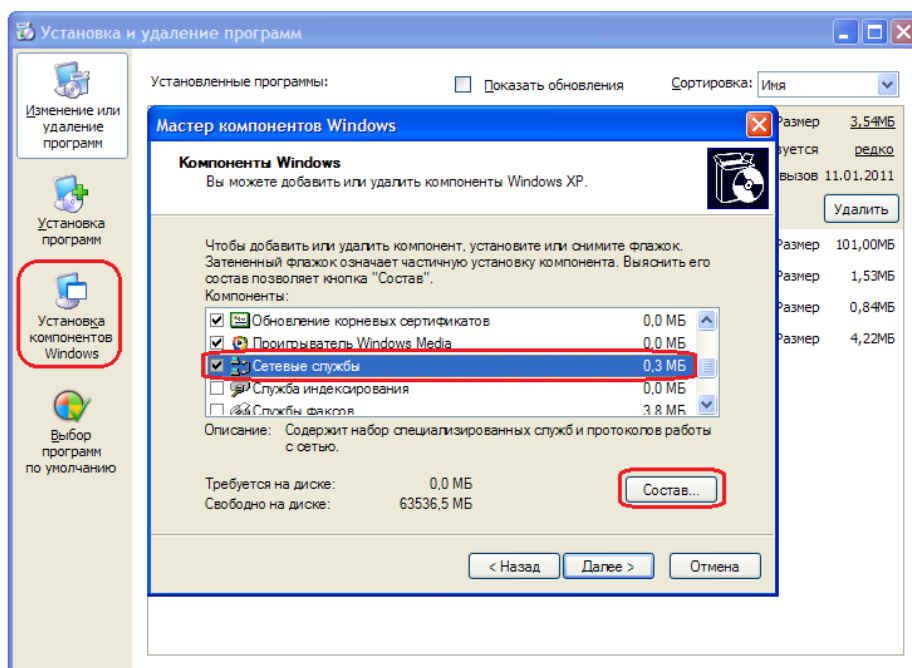 Установка и удаление программ
Изменение или
удаление
программ
Установка
программ
Установка
компонентов
Windows
Выбор
программ
по умолчанию
Установленные программы:
Показать обновления
Сортировка:
Имя
Размер 3,54МБ
зуется редко
вызов 11.01.2011
Удалить
Размер 101,00МБ
Размер 1,53МБ
Размер 0,84МБ
Размер 4,22МБ
Мастер компонентов Windows
Компоненты Windows
Вы можете добавить или удалить компоненты Windows XP.
Чтобы добавить или удалить компонент, установите или снимите флажок.
Затененный флажок означает частичную установку компонента. Выяснить его
состав позволяет кнопка "Состав".
Компоненты:
Обновление корневых сертификатов 0,0 МБ
Проигрыватель Windows Media 0,0 МБ
Сетевые службы 0,3 МБ
Служба индексирования 0,0 МБ
Службы факсов 3,8 МБ
Описание: Содержит набор специализированных служб и протоколов работы
с сетью.
Требуется на диске: 0,0 МБ
Свободно на диске: 63536,5 МБ
Состав...
< Назад
Далее >
Отмена